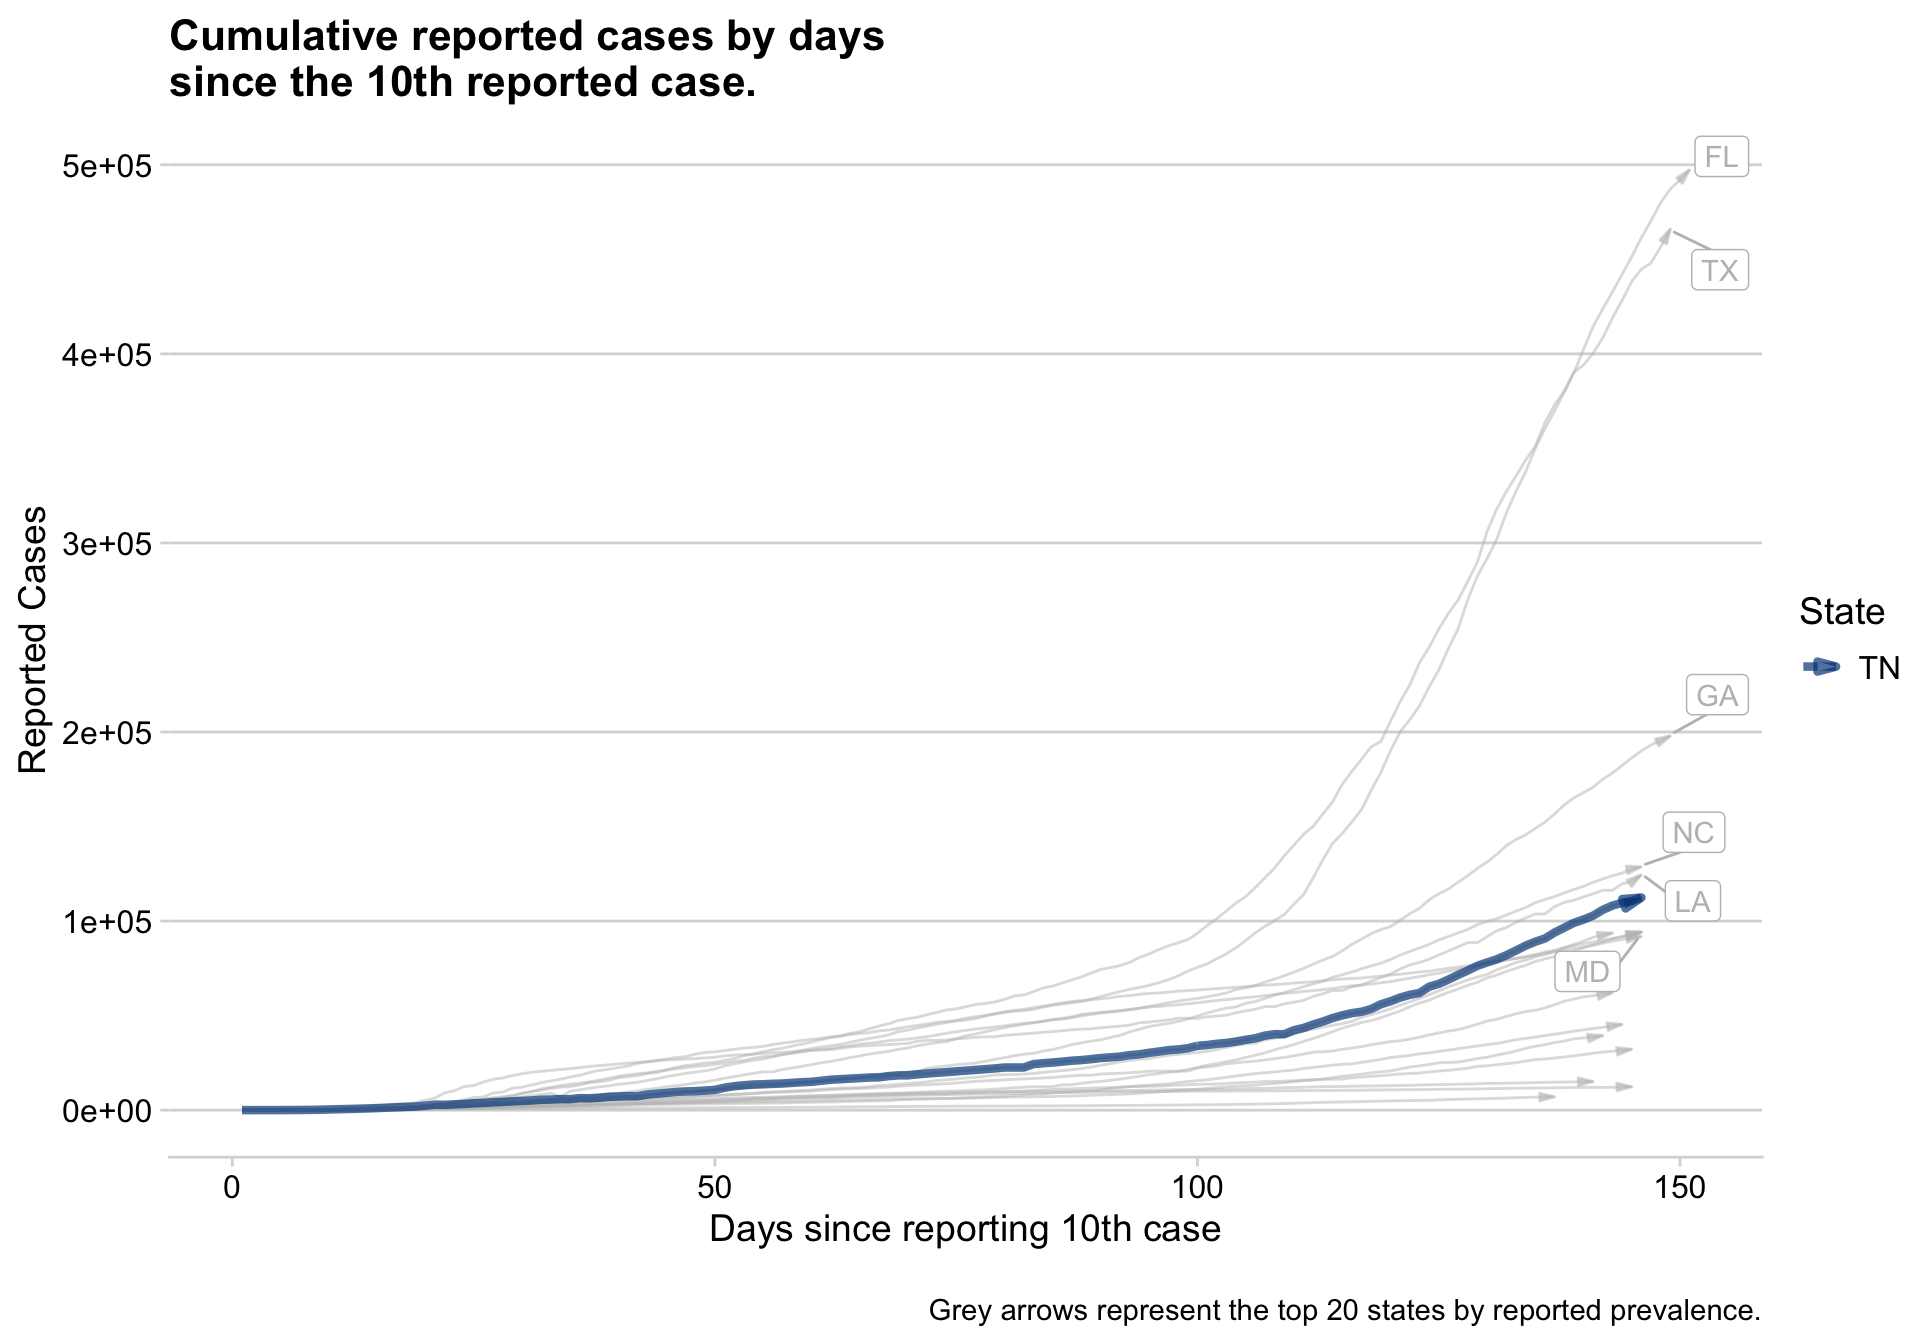 Cumulative reported cases by days
since the 10th reported case.
5e+05
4e+05
3e+05
2e+05
1e+05
0e+00
Reported Cases
FL
TX
GA
NC
LA
MD
State
TN
0
50
100
150
Days since reporting 10th case
Grey arrows represent the top 20 states by reported prevalence.